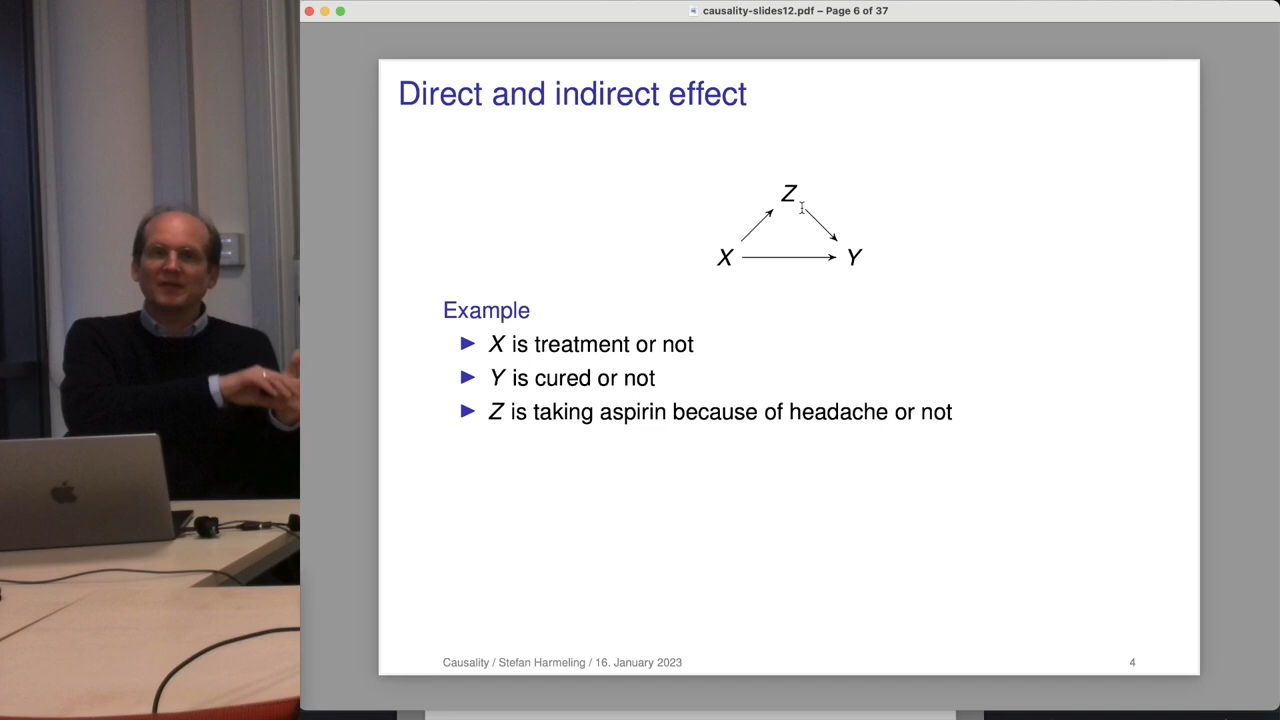 causality-slides12.pdf – Page 6 of 37
Direct and indirect effect
Z
X
Y
Example
X is treatment or not
Y is cured or not
Z is taking aspirin because of headache or not
Causality / Stefan Harmeling / 16. January 2023
4